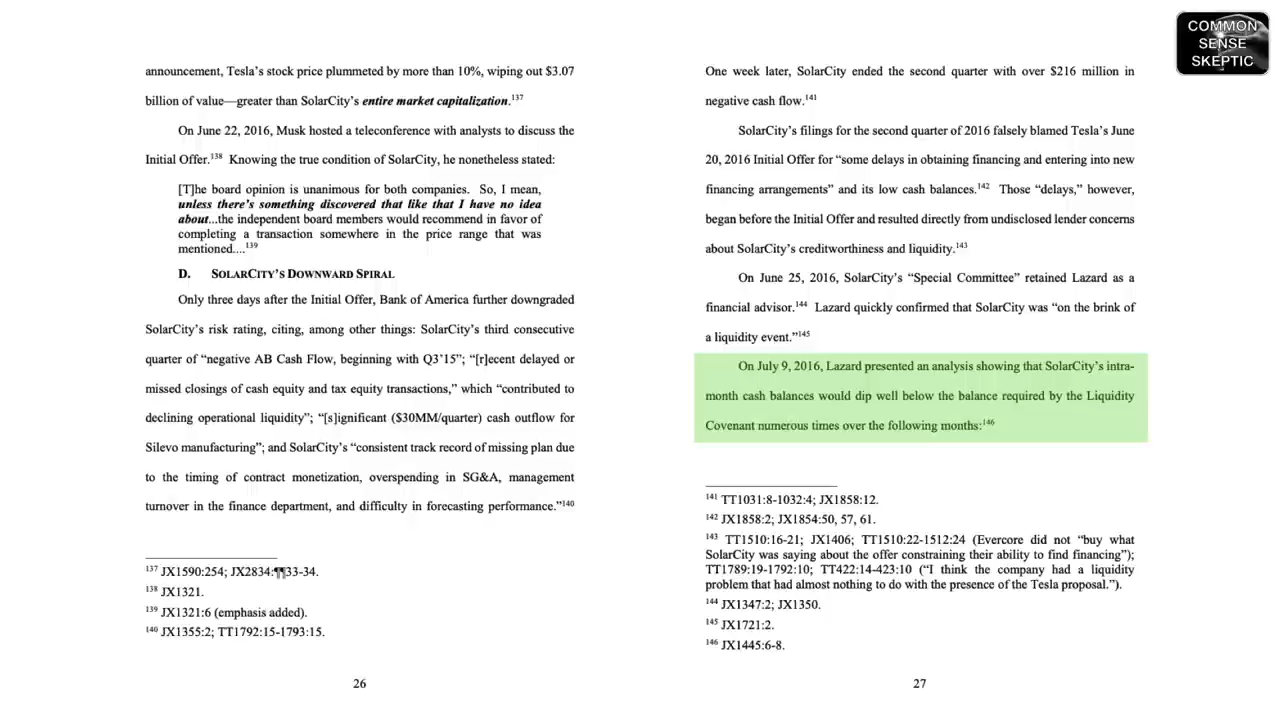 COMMON
SENSE
SKEPTIC
announcement, Tesla's stock price plummeted by more than 10%, wiping out $3.07
billion of value—greater than SolarCity's entire market capitalization.137
On June 22, 2016, Musk hosted a teleconference with analysts to discuss the
Initial Offer.138 Knowing the true condition of SolarCity, he nonetheless stated:
[T]he board opinion is unanimous for both companies. So, I mean,
unless there's something discovered that like that I have no idea
about...the independent board members would recommend in favor of
completing a transaction somewhere in the price range that was
mentioned....139
D. SOLARCITY'S DOWNWARD SPIRAL
Only three days after the Initial Offer, Bank of America further downgraded
SolarCity's risk rating, citing, among other things: SolarCity's third consecutive
quarter of "negative AB Cash Flow, beginning with Q3'15"; "[r]ecent delayed or
missed closings of cash equity and tax equity transactions," which "contributed to
declining operational liquidity"; "[s]ignificant ($30MM/quarter) cash outflow for
Silevo manufacturing"; and SolarCity's "consistent track record of missing plan due
to the timing of contract monetization, overspending in SG&A, management
turnover in the finance department, and difficulty in forecasting performance."140
137 JX1590:254; JX2834:¶¶33-34.
138 JX1321.
139 JX1321:6 (emphasis added).
140 JX1355:2; TT1792:15-1793:15.
26
One week later, SolarCity ended the second quarter with over $216 million in
negative cash flow.141
SolarCity's filings for the second quarter of 2016 falsely blamed Tesla's June
20, 2016 Initial Offer for "some delays in obtaining financing and entering into new
financing arrangements" and its low cash balances.142 Those "delays," however,
began before the Initial Offer and resulted directly from undisclosed lender concerns
about SolarCity's creditworthiness and liquidity.143
On June 25, 2016, SolarCity's "Special Committee" retained Lazard as a
financial advisor.144 Lazard quickly confirmed that SolarCity was "on the brink of
a liquidity event."145
On July 9, 2016, Lazard presented an analysis showing that SolarCity's intra-
month cash balances would dip well below the balance required by the Liquidity
Covenant numerous times over the following months:146
141 TT1031:8-1032:4; JX1858:12.
142 JX1858:2; JX1854:50, 57, 61.
143 TT1510:16-21; JX1406; TT1510:22-1512:24 (Evercore did not "buy what
SolarCity was saying about the offer constraining their ability to find financing");
TT1789:19-1792:10; TT422:14-423:10 ("I think the company had a liquidity
problem that had almost nothing to do with the presence of the Tesla proposal.").
144 JX1347:2; JX1350.
145 JX1721:2.
146 JX1445:6-8.
27